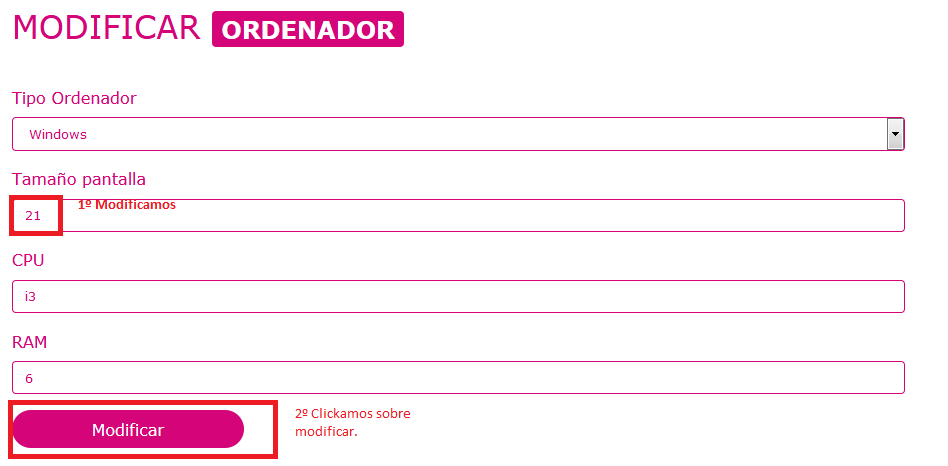 MODIFICAR ORDENADOR
Tipo Ordenador
Windows
Tamaño pantalla
1º Modificamos
21
CPU
i3
RAM
6
Modificar
2º Clickamos sobre
modificar.